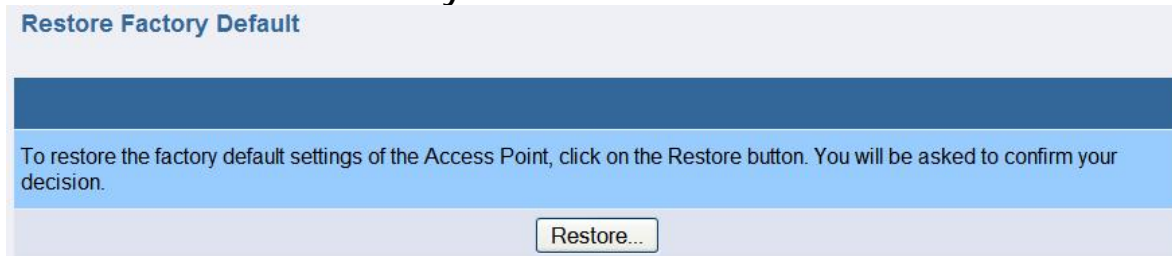 Restore Factory Default
To restore the factory default settings of the Access Point, click on the Restore button. You will be asked to confirm your
decision.
Restore...